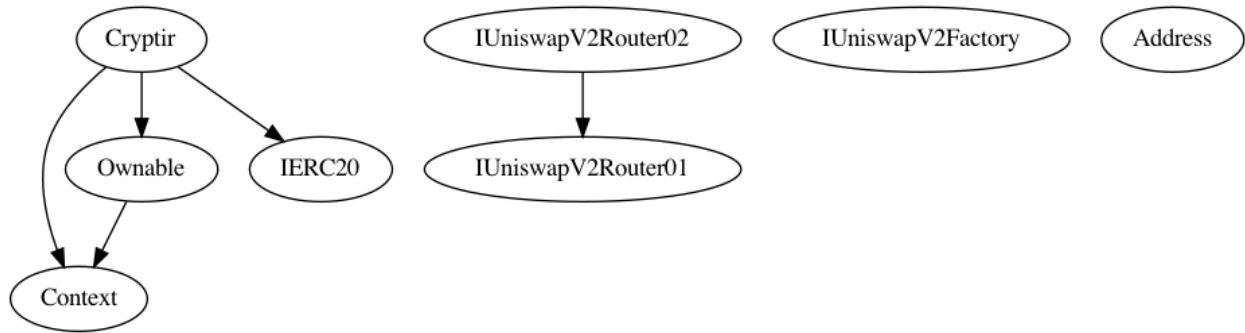 Cryptir
IUniswapV2Router02
IUniswapV2Factory
Address
Ownable
IERC20
IUniswapV2Router01
Context